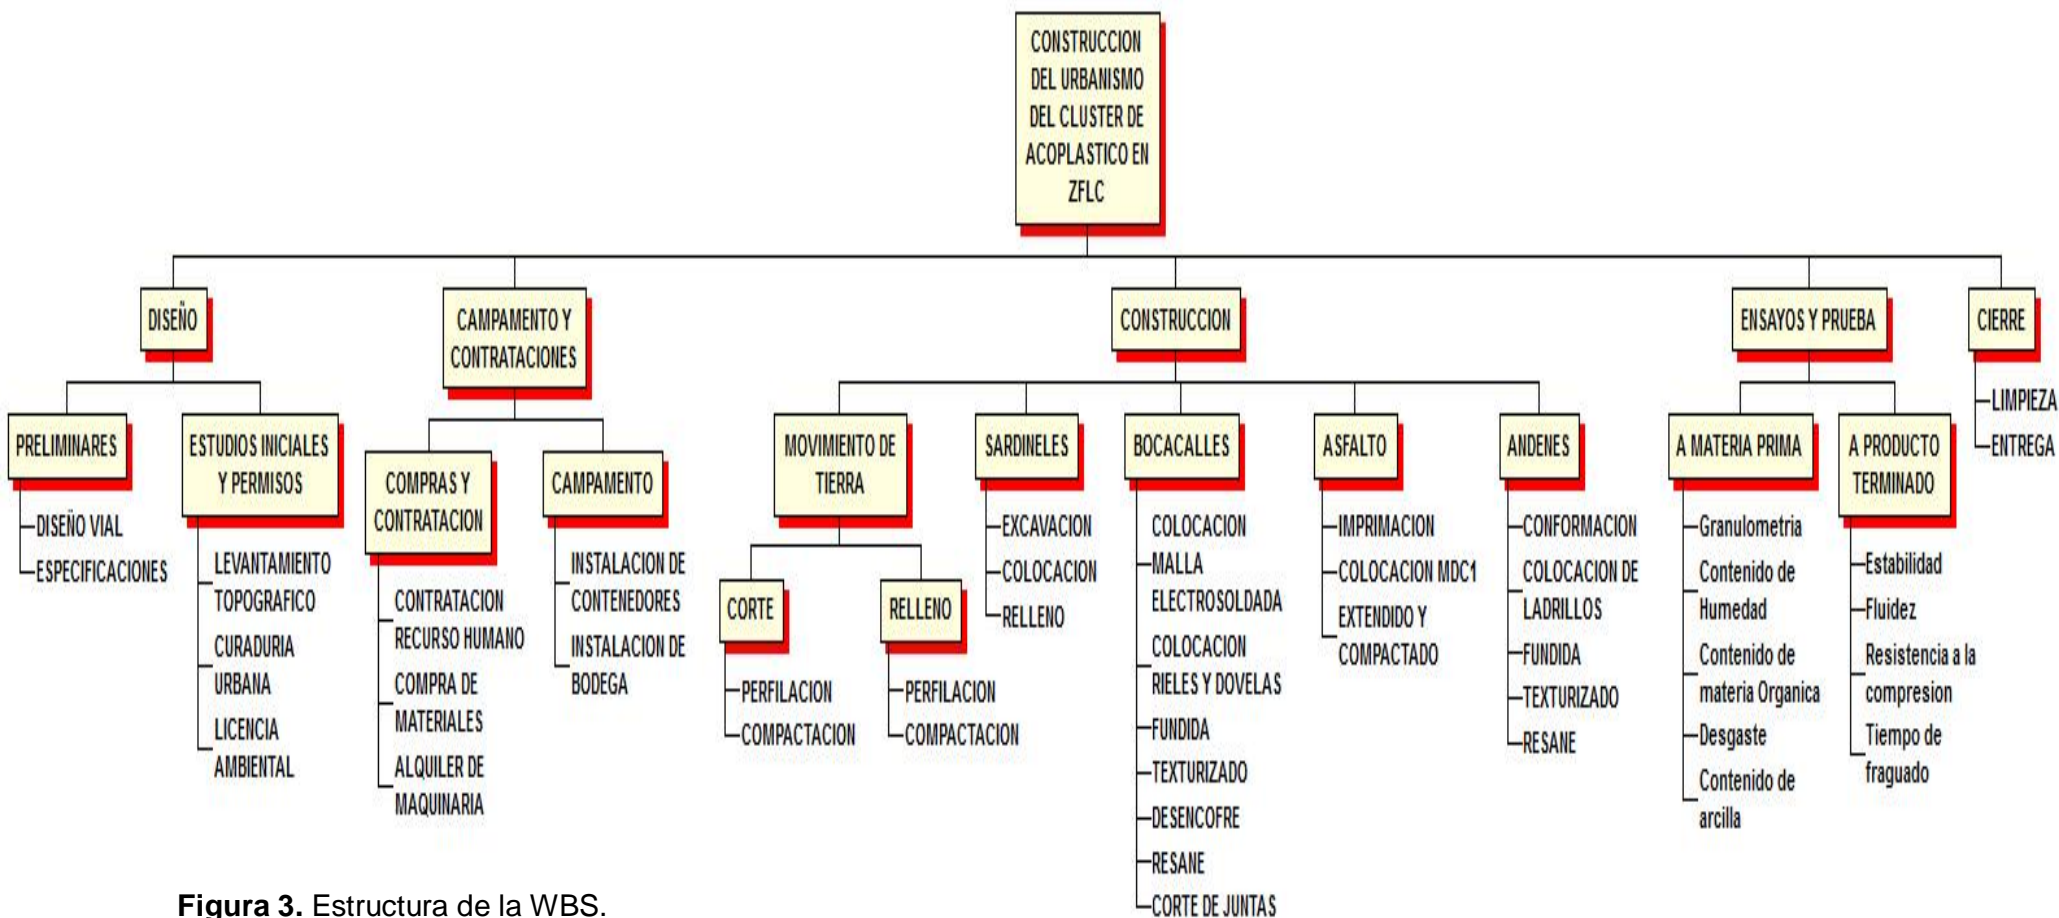 CONSTRUCCION
DEL URBANISMO
DEL CLUSTER DE
ACOPLASTICO EN
ZFLC
DISEÑO
CAMPAMENTO Y
CONTRATACIONES
CONSTRUCCION
ENSAYOS Y PRUEBA
CIERRE
PRELIMINARES
DISEÑO VIAL
ESPECIFICACIONES
ESTUDIOS INICIALES
Y PERMISOS
LEVANTAMIENTO
TOPOGRAFICO
CURADURIA
URBANA
LICENCIA
AMBIENTAL
COMPRAS Y
CONTRATACION
CONTRATACION
RECURSO HUMANO
COMPRA DE
MATERIALES
ALQUILER DE
MAQUINARIA
CAMPAMENTO
INSTALACION DE
CONTENEDORES
INSTALACION DE
BODEGA
MOVIMIENTO DE
TIERRA
CORTE
PERFILACION
COMPACTACION
RELLENO
PERFILACION
COMPACTACION
SARDINELES
EXCAVACION
COLOCACION
RELLENO
BOCACALLES
COLOCACION
MALLA
ELECTROSOLDADA
COLOCACION
RIELES Y DOVELAS
FUNDIDA
TEXTURIZADO
DESENCOFRE
RESANE
CORTE DE JUNTAS
ASFALTO
IMPRIMACION
COLOCACION MDC1
EXTENDIDO Y
COMPACTADO
ANDENES
CONFORMACION
COLOCACION DE
LADRILLOS
FUNDIDA
TEXTURIZADO
RESANE
A MATERIA PRIMA
Granulometria
Contenido de
Humedad
Contenido de
materia Organica
Desgaste
Contenido de
arcilla
A PRODUCTO
TERMINADO
Estabilidad
Fluidez
Resistencia a la
compresion
Tiempo de
fraguado
LIMPIEZA
ENTREGA
Figura 3. Estructura de la WBS.